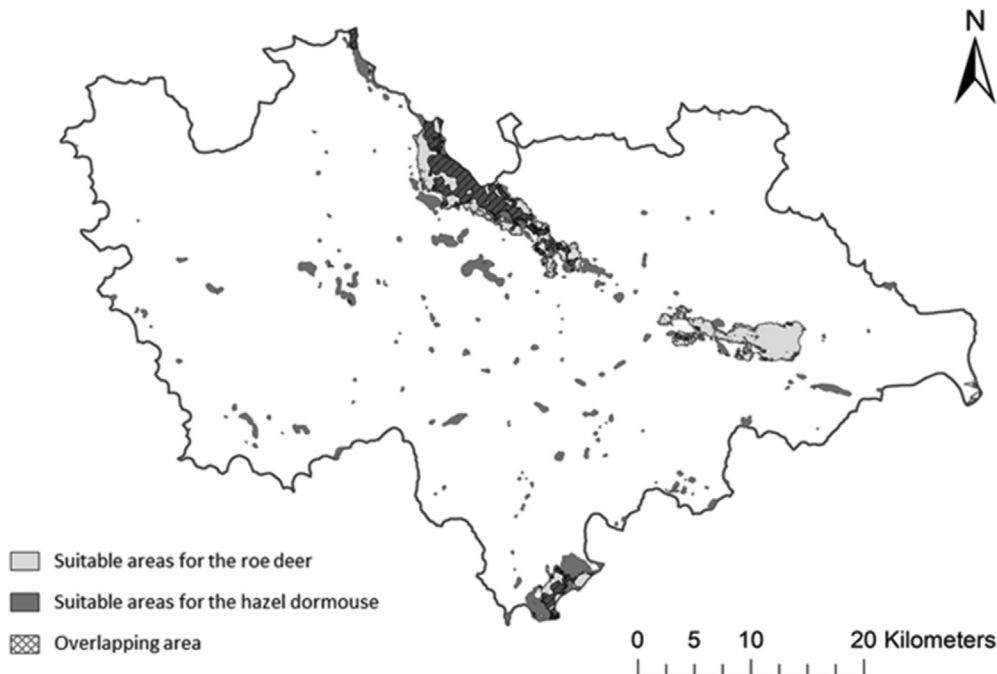 N
Suitable areas for the roe deer
Suitable areas for the hazel dormouse
Overlapping area
0 5 10 20 Kilometers